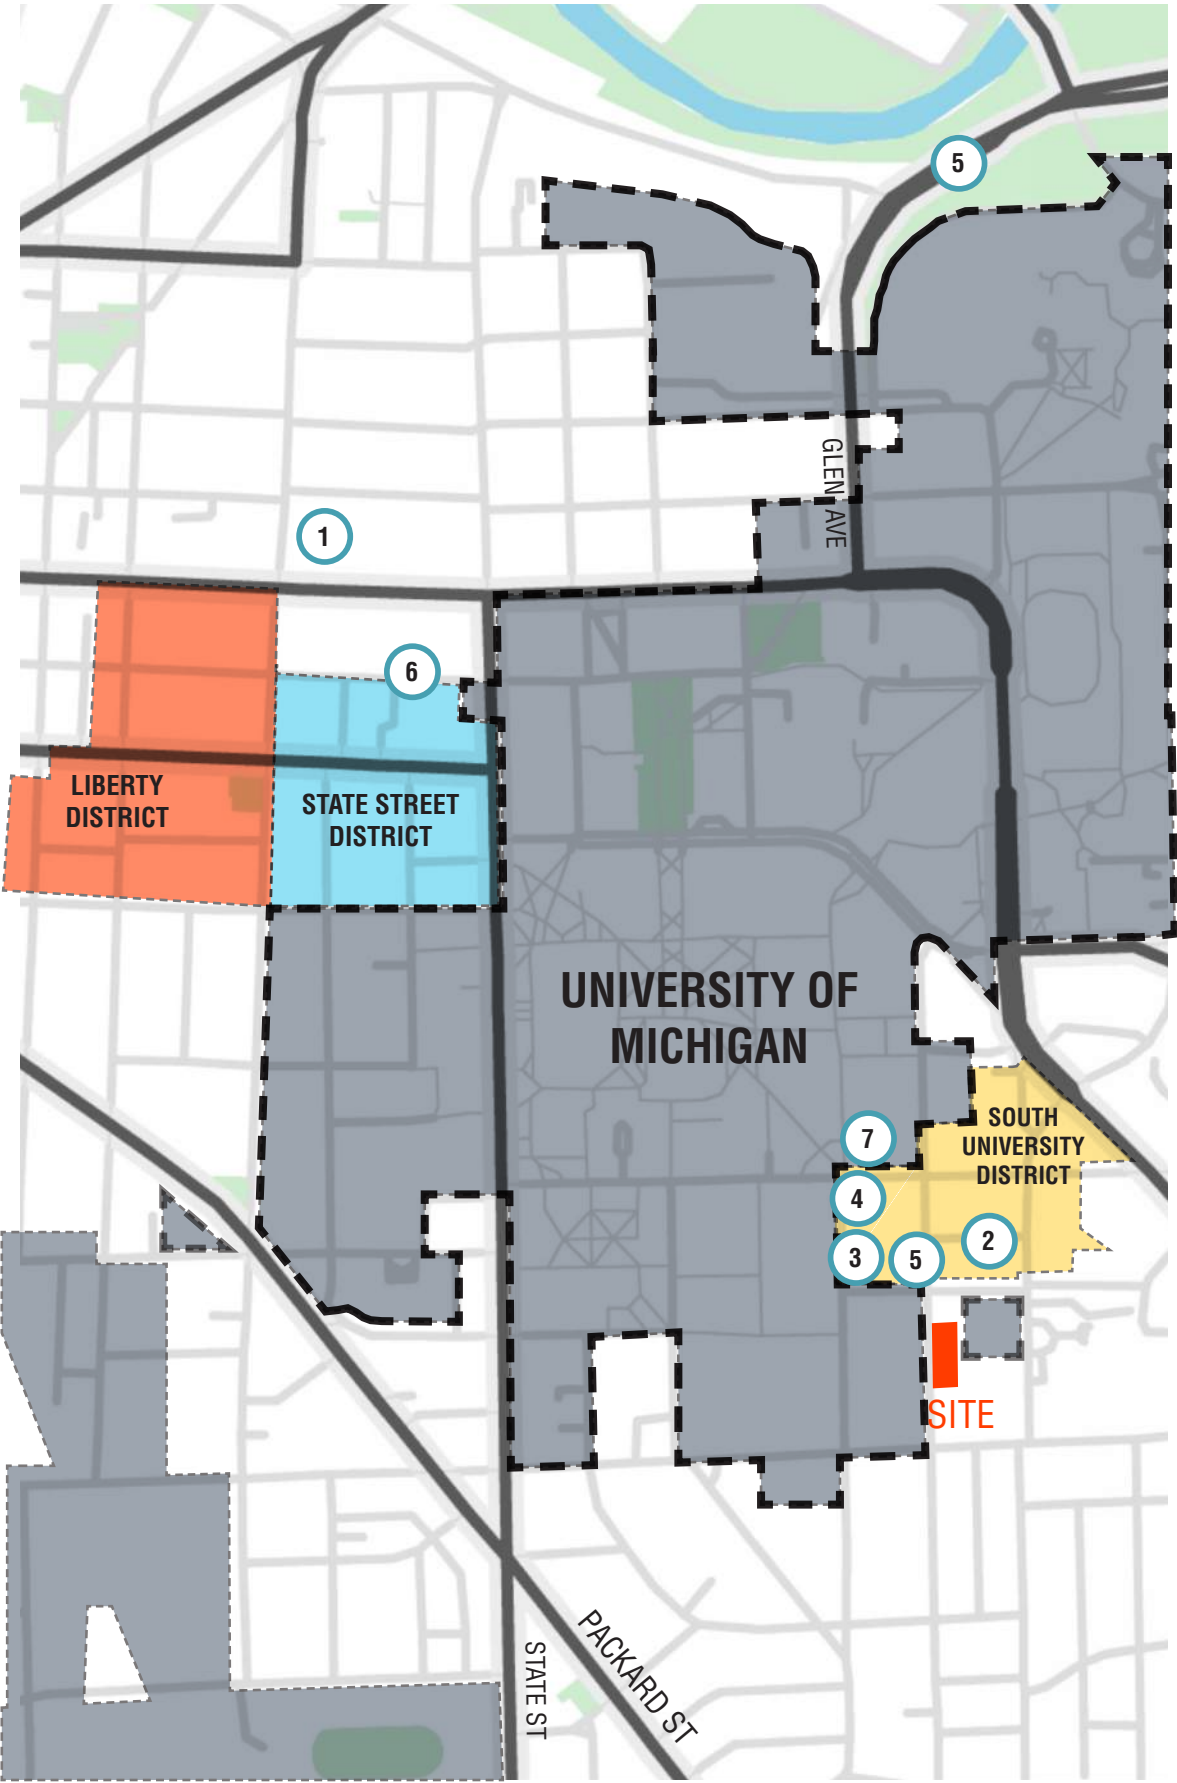 5
GLEN AVE
1
6
LIBERTY
DISTRICT
STATE STREET
DISTRICT
UNIVERSITY OF
MICHIGAN
7
SOUTH
UNIVERSITY
DISTRICT
4
2
3
5
SITE
PACKARD ST
STATE ST